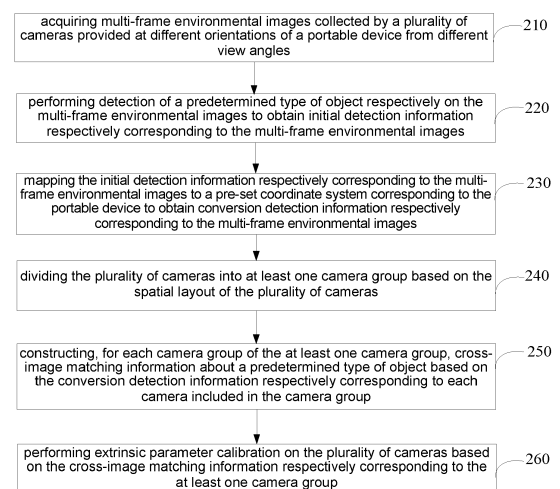 acquiring multi-frame environmental images collected by a plurality of
cameras provided at different orientations of a portable device from different
view angles
210
performing detection of a predetermined type of object respectively on the
multi-frame environmental images to obtain initial detection information
respectively corresponding to the multi-frame environmental images
220
mapping the initial detection information respectively corresponding to the multi-
frame environmental images to a pre-set coordinate system corresponding to the
portable device to obtain conversion detection information respectively
corresponding to the multi-frame environmental images
230
dividing the plurality of cameras into at least one camera group based on the
spatial layout of the plurality of cameras
240
constructing, for each camera group of the at least one camera group, cross-
image matching information about a predetermined type of object based on
the conversion detection information respectively corresponding to each
camera included in the camera group
250
performing extrinsic parameter calibration on the plurality of cameras based
on the cross-image matching information respectively corresponding to the
at least one camera group
260